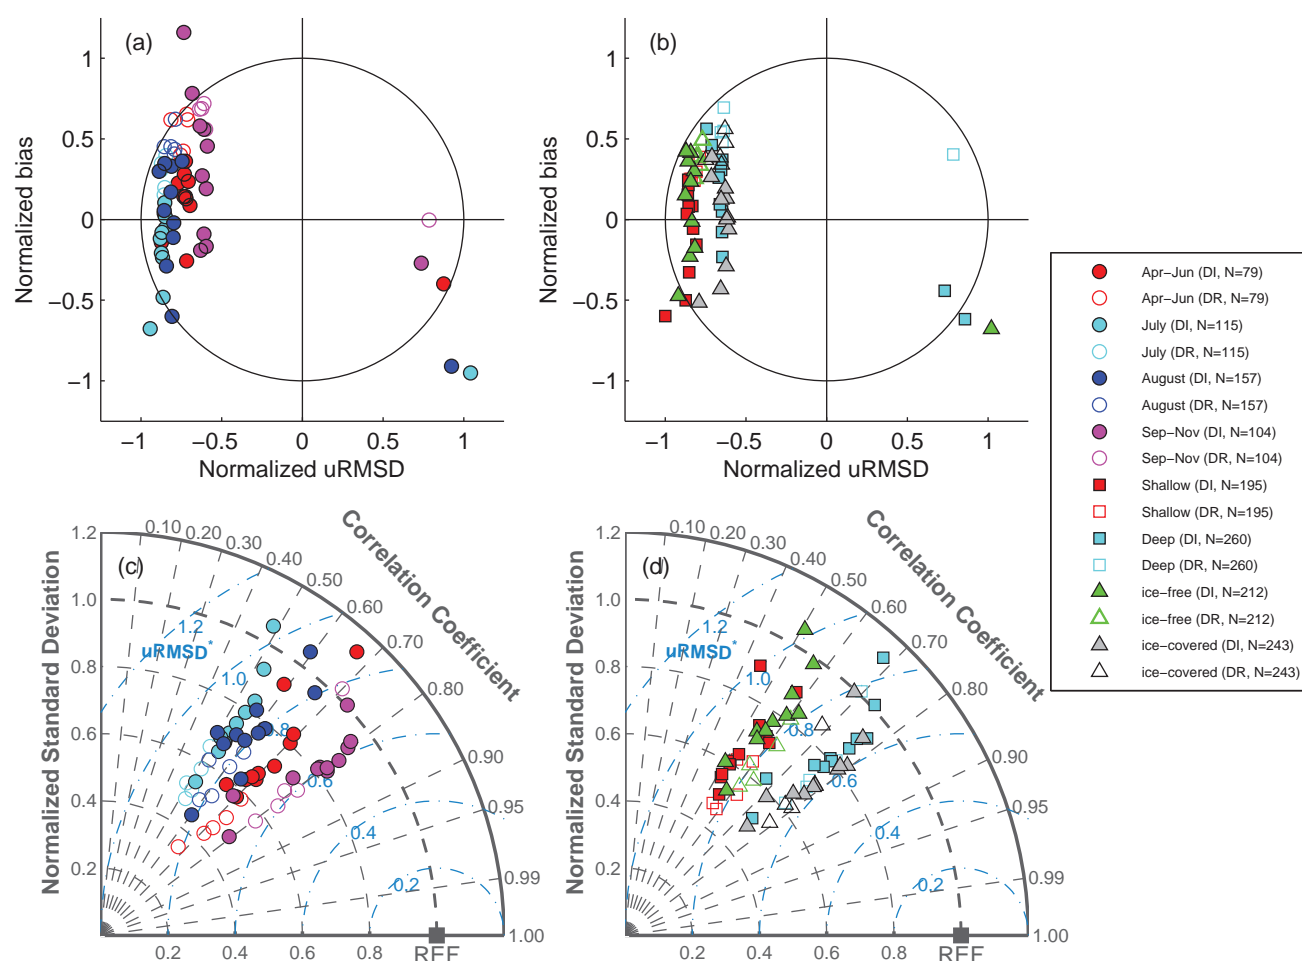 (a)
1
0.5
0
−0.5
−1
Normalized bias
−1
−0.5
0
0.5
1
Normalized uRMSD
(b)
1
0.5
0
−0.5
−1
Normalized bias
−1
−0.5
0
0.5
1
Normalized uRMSD
Apr−Jun (DI, N=79)
Apr−Jun (DR, N=79)
July (DI, N=115)
July (DR, N=115)
August (DI, N=157)
August (DR, N=157)
Sep−Nov (DI, N=104)
Sep−Nov (DR, N=104)
Shallow (DI, N=195)
Shallow (DR, N=195)
Deep (DI, N=260)
Deep (DR, N=260)
ice−free (DI, N=212)
ice−free (DR, N=212)
ice−covered (DI, N=243)
ice−covered (DR, N=243)
(c)
1.2
1.0
0.8
0.6
0.4
0.2
Normalized Standard Deviation
0.10
0.20
0.30
0.40
0.50
0.60
0.70
0.80
0.90
0.95
0.99
1.00
Correlation Coefficient
1.2
uRMSD*
1.0
0.8
0.6
0.4
0.2
0.2
0.4
0.6
0.8
REF
(d)
1.2
1.0
0.8
0.6
0.4
0.2
Normalized Standard Deviation
0.10
0.20
0.30
0.40
0.50
0.60
0.70
0.80
0.90
0.95
0.99
1.00
Correlation Coefficient
1.2
uRMSD*
1.0
0.8
0.6
0.4
0.2
0.2
0.4
0.6
0.8
REF